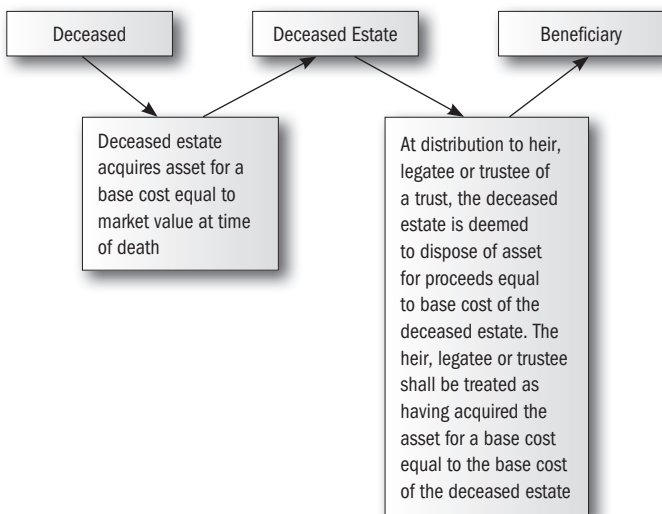 Deceased
Deceased Estate
Beneficiary
Deceased estate
acquires asset for a
base cost equal to
market value at time
of death
At distribution to heir,
legatee or trustee of
a trust, the deceased
estate is deemed
to dispose of asset
for proceeds equal
to base cost of the
deceased estate. The
heir, legatee or trustee
shall be treated as
having acquired the
asset for a base cost
equal to the base cost
of the deceased estate